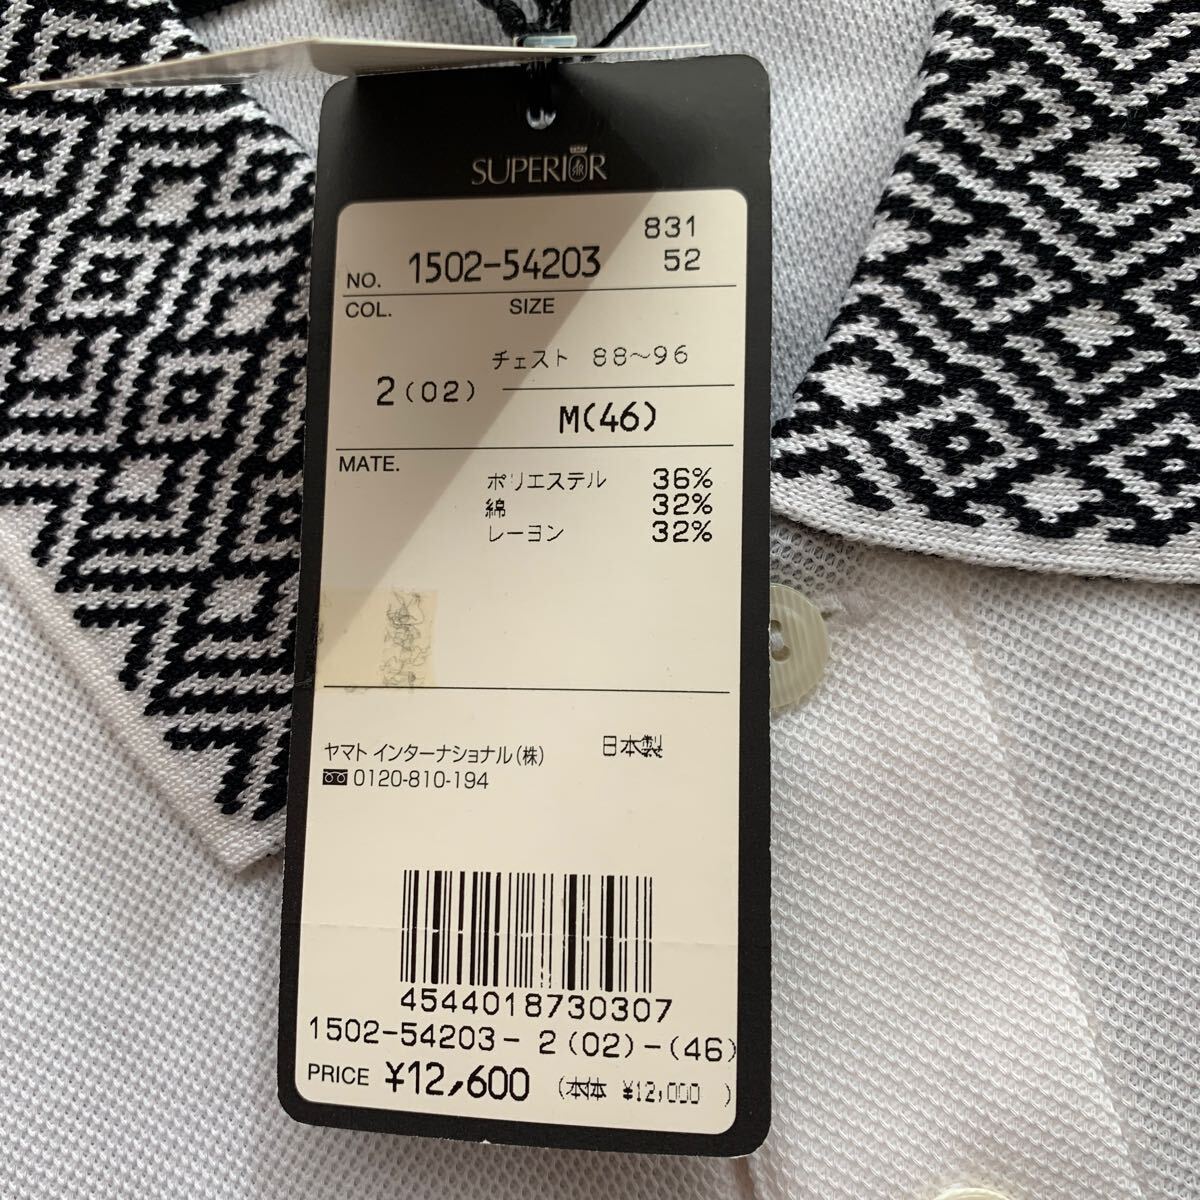 SUPERIOR
831
NO. 1502-54203 52
COL. SIZE
チェスト 88〜96
2(02)
M(46)
MATE.
ポリエステル 36%
綿 32%
レーヨン 32%
ヤマト インターナショナル(株) 日本製
0120-810-194
4544018730307
1502-54203- 2(02)-(46)
PRICE ¥12,600 (本体 ¥12,000 )